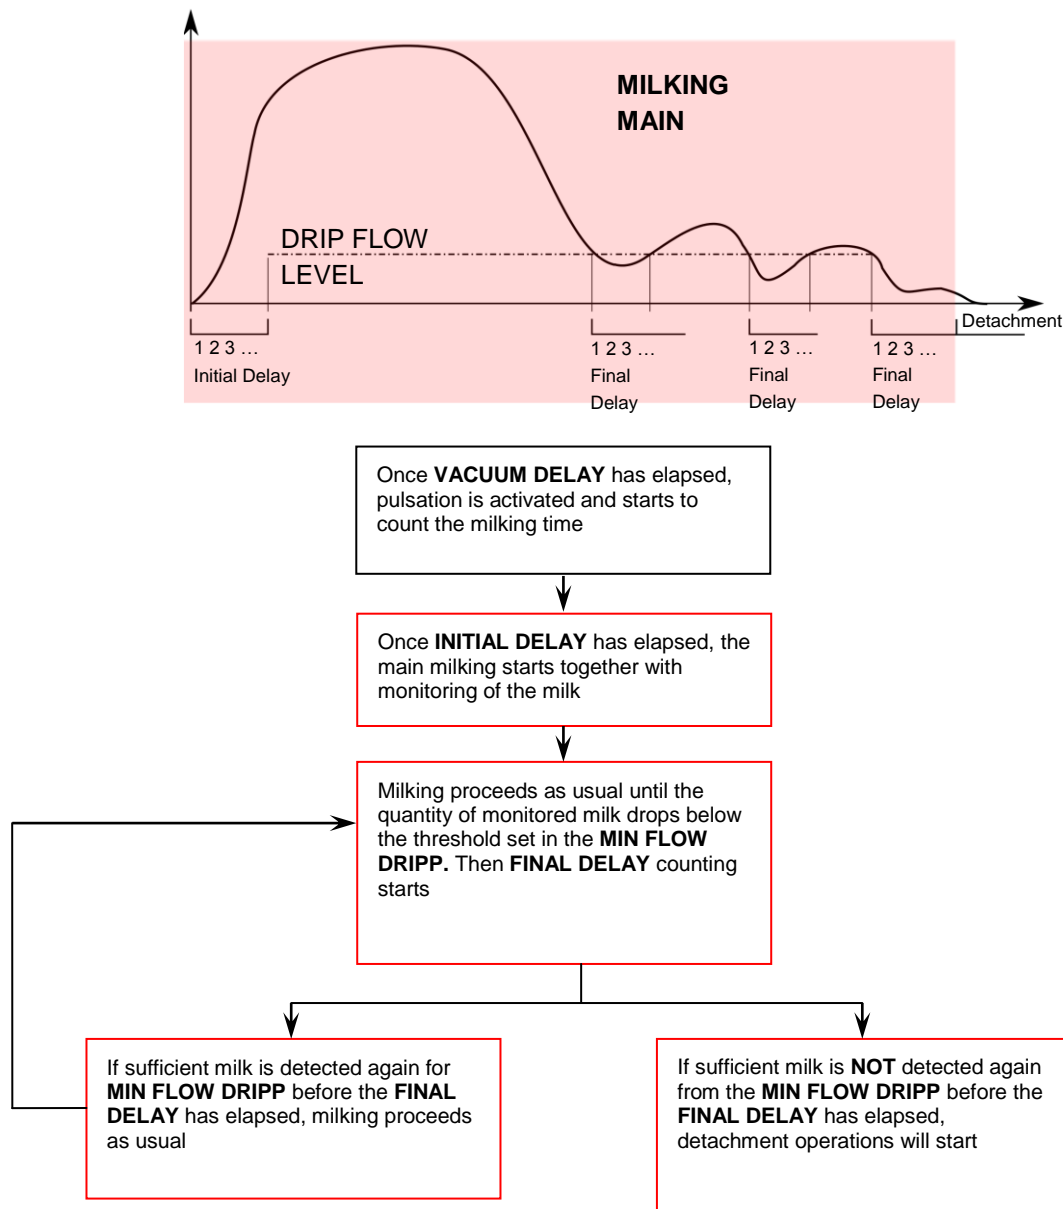 MILKING
MAIN
DRIP FLOW
LEVEL
Detachment
1 2 3 …
Initial Delay
1 2 3 …
Final
Delay
1 2 3 …
Final
Delay
1 2 3 …
Final
Delay
Once VACUUM DELAY has elapsed,
pulsation is activated and starts to
count the milking time
Once INITIAL DELAY has elapsed, the
main milking starts together with
monitoring of the milk
Milking proceeds as usual until the
quantity of monitored milk drops below
the threshold set in the MIN FLOW
DRIPP. Then FINAL DELAY counting
starts
If sufficient milk is detected again for
MIN FLOW DRIPP before the FINAL
DELAY has elapsed, milking proceeds
as usual
If sufficient milk is NOT detected again
from the MIN FLOW DRIPP before the
FINAL DELAY has elapsed,
detachment operations will start